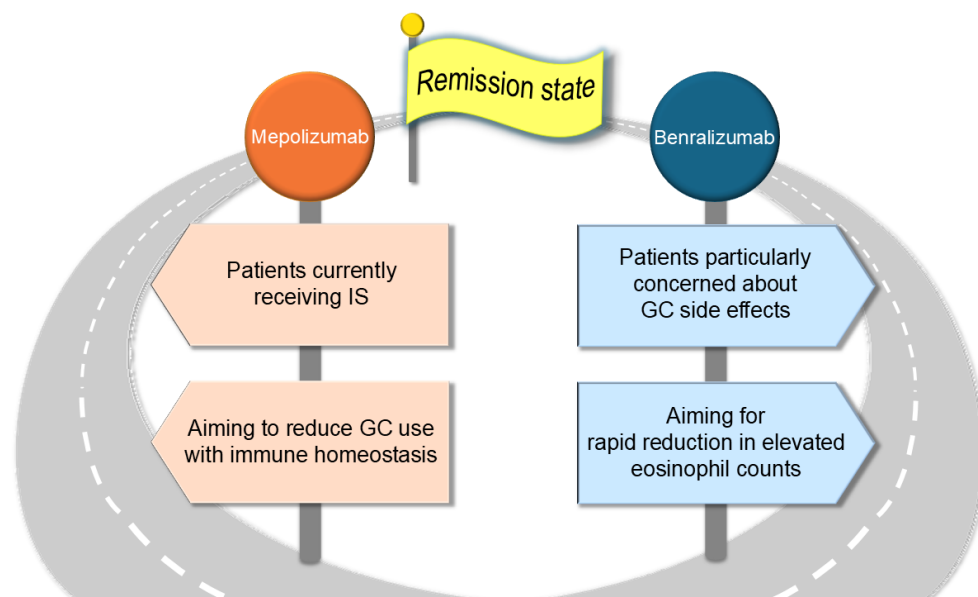 Remission state
Mepolizumab
Benralizumab
Patients currently
receiving IS
Patients particularly
concerned about
GC side effects
Aiming to reduce GC use
with immune homeostasis
Aiming for
rapid reduction in elevated
eosinophil counts